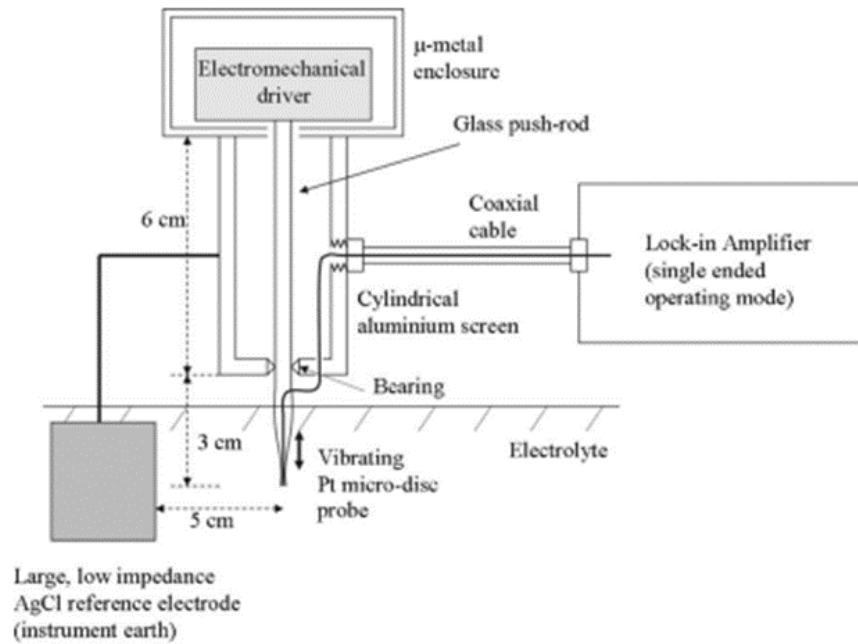 Electromechanical
driver
μ-metal
enclosure
Glass push-rod
6 cm
Coaxial
cable
Lock-in Amplifier
(single ended
operating mode)
Cylindrical
aluminium screen
Bearing
3 cm
Vibrating
Pt micro-disc
probe
Electrolyte
5 cm
Large, low impedance
AgCl reference electrode
(instrument earth)